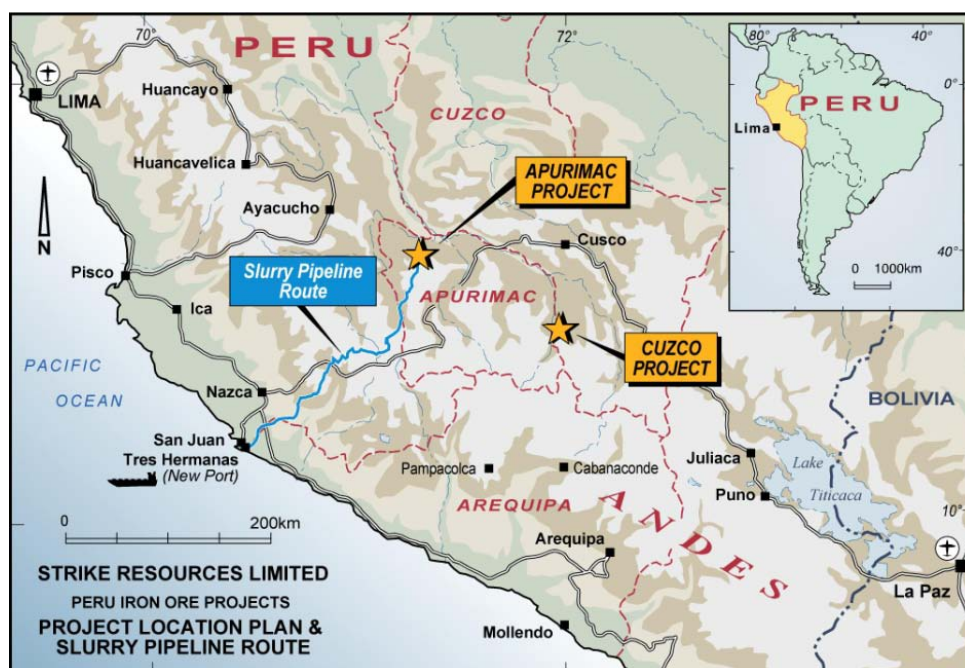 70°
72°
PERU
LIMA
Huancayo
Huancavelica
Ayacucho
CUZCO
APURIMAC
PROJECT
N
Pisco
Ica
Slurry Pipeline
Route
APURIMAC
Cusco
CUZCO
PROJECT
PACIFIC
OCEAN
Nazca
San Juan
Tres Hermanas
(New Port)
Pampacolca
Cabanaconde
AREQUIPA
ANDES
Arequipa
Mollendo
Juliaca
Puno
Lake
Titicaca
BOLIVIA
10°
La Paz
0
200km
STRIKE RESOURCES LIMITED
PERU IRON ORE PROJECTS
PROJECT LOCATION PLAN &
SLURRY PIPELINE ROUTE
80°
40°
0°
PERU
Lima
20°
40°
0 1000km